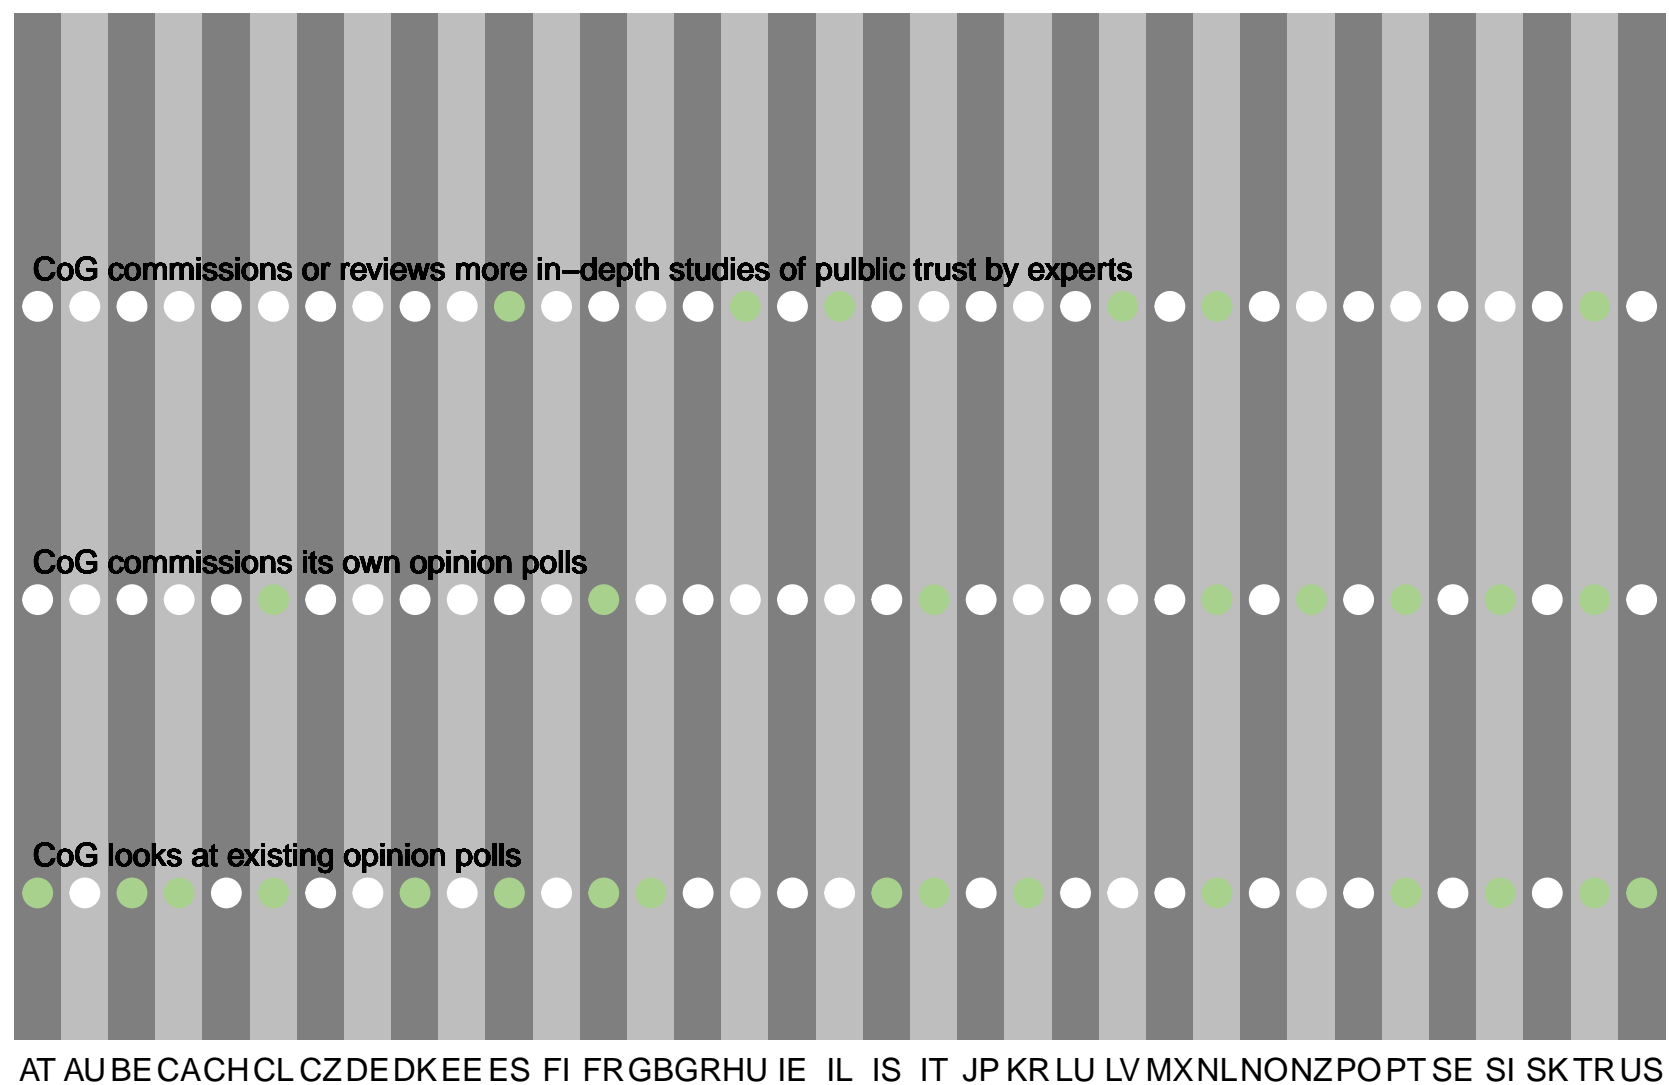 CoG commissions or reviews more in–depth studies of pulblic trust by experts
CoG commissions its own opinion polls
CoG looks at existing opinion polls
AT AU BE CA CH CL CZ DE DK EE ES FI FR GB GR HU IE IL IS IT JP KR LU LV MX NL NO NZ PO PT SE SI SK TR US